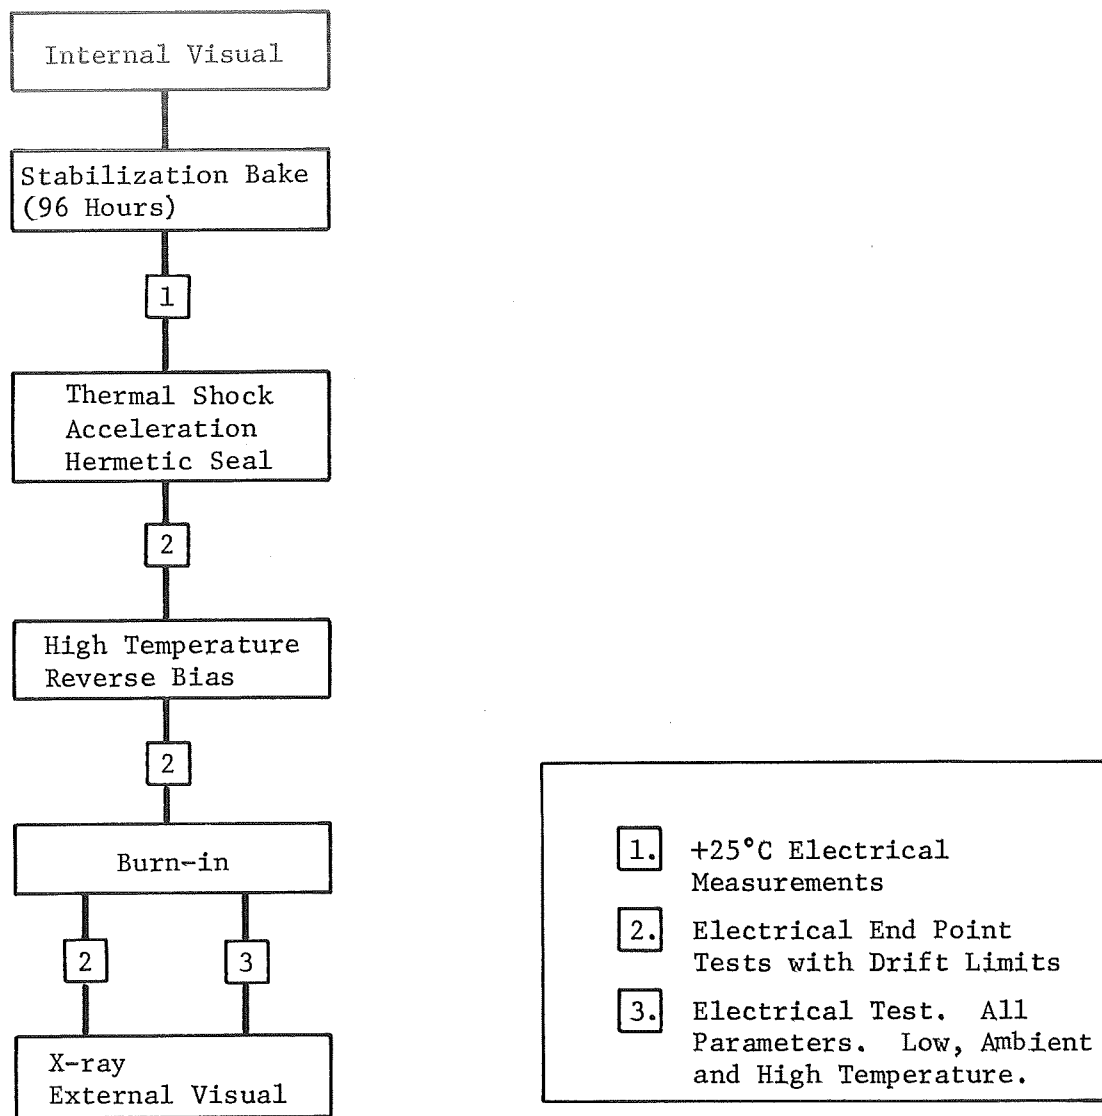 Internal Visual
Stabilization Bake
(96 Hours)
1
Thermal Shock
Acceleration
Hermetic Seal
2
High Temperature
Reverse Bias
2
Burn-in
2
3
X-ray
External Visual
1. +25°C Electrical
Measurements
2. Electrical End Point
Tests with Drift Limits
3. Electrical Test. All
Parameters. Low, Ambient
and High Temperature.